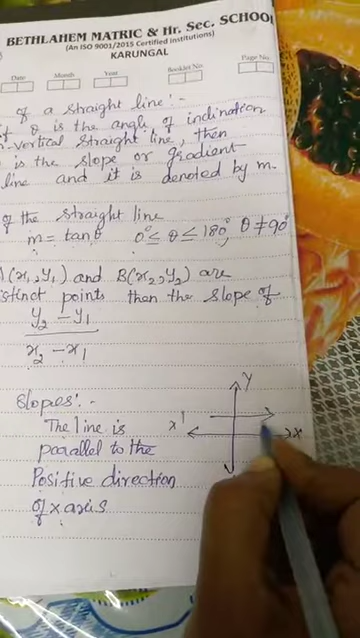 BETHLAHEM MATRIC & Hr. Sec. SCHOOL
(An ISO 9001/2015 Certified Institutions)
KARUNGAL
Date Month Year Booklet No. Page No.
of a straight line :-
if θ is the angle of inclination
n-vertical straight line, then
is the slope or gradient
line and it is denoted by m.
of the straight line
m = tanθ 0° ≤ θ ≤ 180°, θ ≠ 90°
A(x₁, y₁) and B(x₂, y₂) are
stinct points then the slope of
y₂ - y₁
x₂ - x₁
Slopes :-
The line is
parallel to the
Positive direction
of x axis
y
x'
x